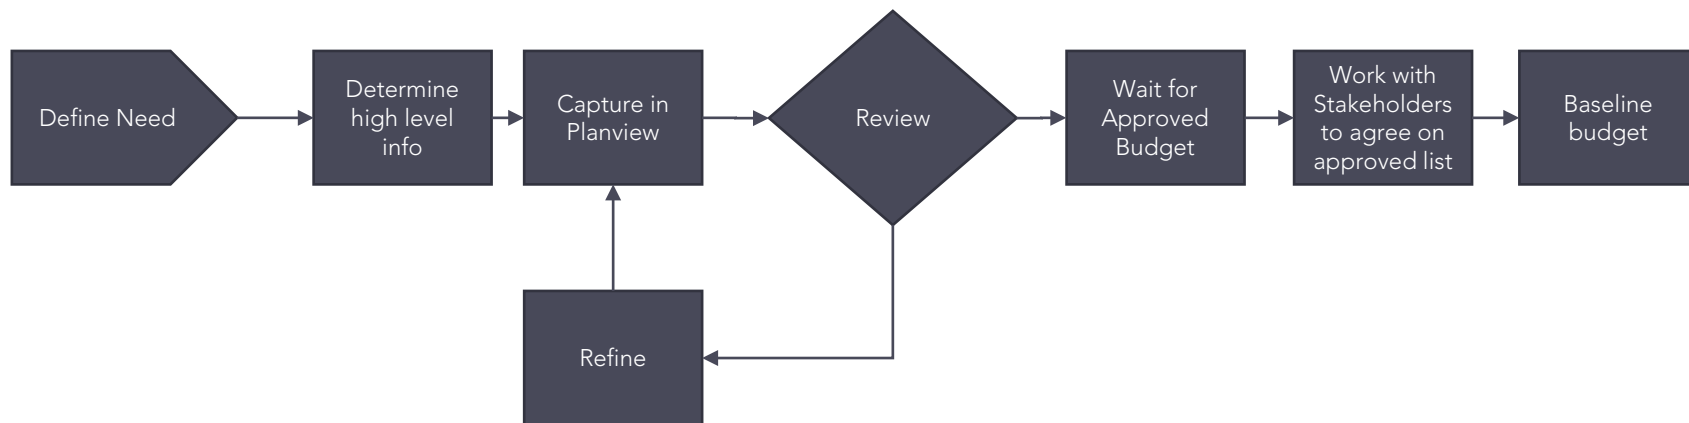 Define Need
Determine
high level
info
Capture in
Planview
Review
Wait for
Approved
Budget
Work with
Stakeholders
to agree on
approved list
Baseline
budget
Refine